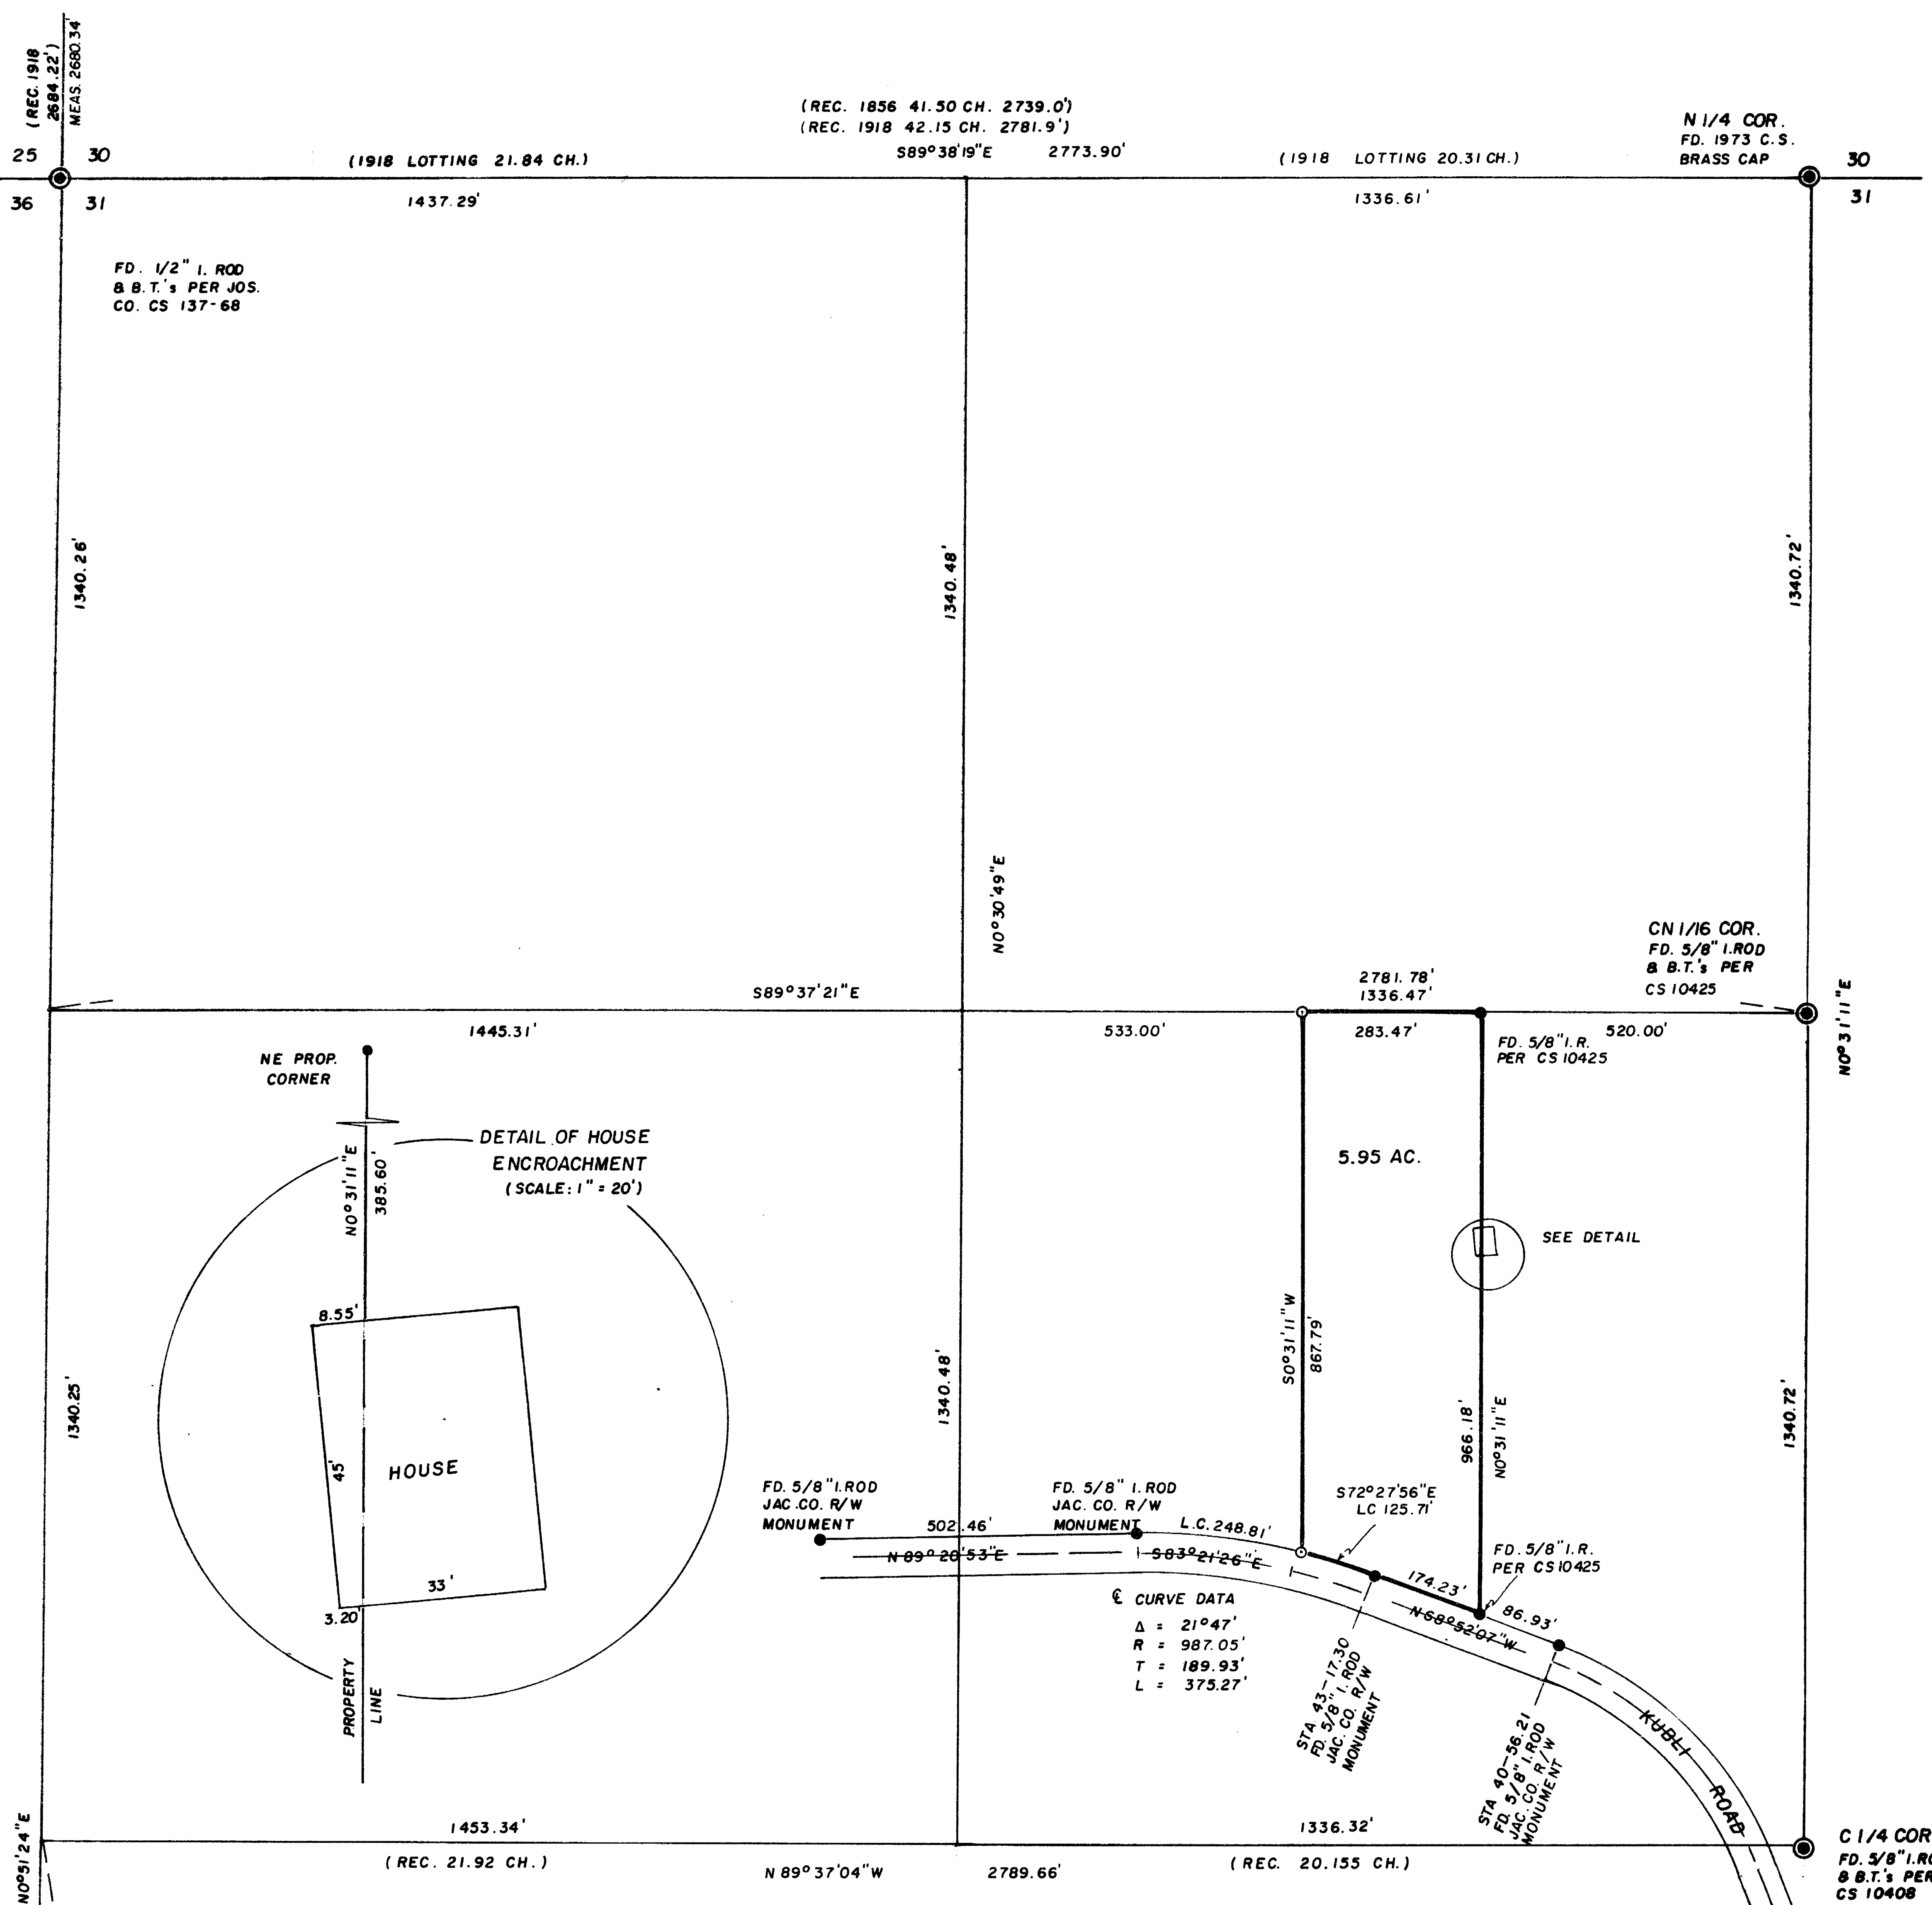 (REC. 1918
2684.22')
MEAS. 2680.34'
(REC. 1856 41.50 CH. 2739.0')
(REC. 1918 42.15 CH. 2781.9')
S89°38'19"E 2773.90'
(1918 LOTTING 21.84 CH.)
(1918 LOTTING 20.31 CH.)
N 1/4 COR.
FD. 1973 C.S.
BRASS CAP
25 30
36 31
30
31
1437.29'
1336.61'
FD. 1/2" I. ROD
& B.T.'s PER JOS.
CO. CS 137-68
1340.26'
1340.48'
1340.72'
N0°30'49"E
CN 1/16 COR.
FD. 5/8" I.ROD
& B.T.'s PER
CS 10425
N0°31'11"E
S89°37'21"E
2781.78'
1336.47'
1445.31'
533.00'
283.47'
520.00'
FD. 5/8" I.R.
PER CS 10425
NE PROP.
CORNER
N0°31'11"E
385.60'
DETAIL OF HOUSE
ENCROACHMENT
(SCALE: 1" = 20')
8.55'
45'
HOUSE
33'
3.20'
PROPERTY
LINE
5.95 AC.
SEE DETAIL
S0°31'11"W
867.79'
966.18'
N0°31'11"E
1340.25'
1340.48'
1340.72'
FD. 5/8" I.ROD
JAC.CO. R/W
MONUMENT
502.46'
FD. 5/8" I.ROD
JAC. CO. R/W
MONUMENT
L.C. 248.81'
S72°27'56"E
LC 125.71'
N 89°20'53"E
S83°21'26"E
FD. 5/8" I.R.
PER CS 10425
174.23'
86.93'
N 68°52'07"W
℄ CURVE DATA
Δ = 21°47'
R = 987.05'
T = 189.93'
L = 375.27'
STA 43-17.30
FD. 5/8" I.ROD
JAC. CO. R/W
MONUMENT
STA 40-56.21
FD. 5/8" I.ROD
JAC. CO. R/W
MONUMENT
KUBLI ROAD
N0°51'24"E
1453.34'
(REC. 21.92 CH.)
N 89°37'04"W 2789.66'
1336.32'
(REC. 20.155 CH.)
C 1/4 COR
FD. 5/8" I.RO
& B.T.'s PER
CS 10408